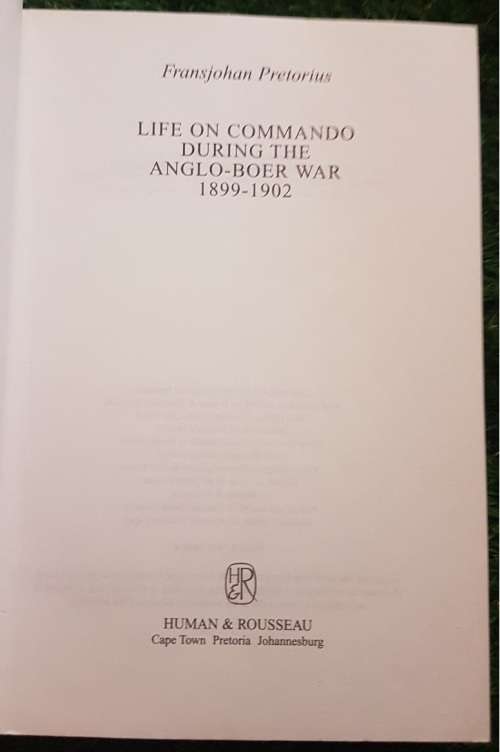 Fransjohan Pretorius
LIFE ON COMMANDO
DURING THE
ANGLO-BOER WAR
1899-1902
H&R
HUMAN & ROUSSEAU
Cape Town Pretoria Johannesburg